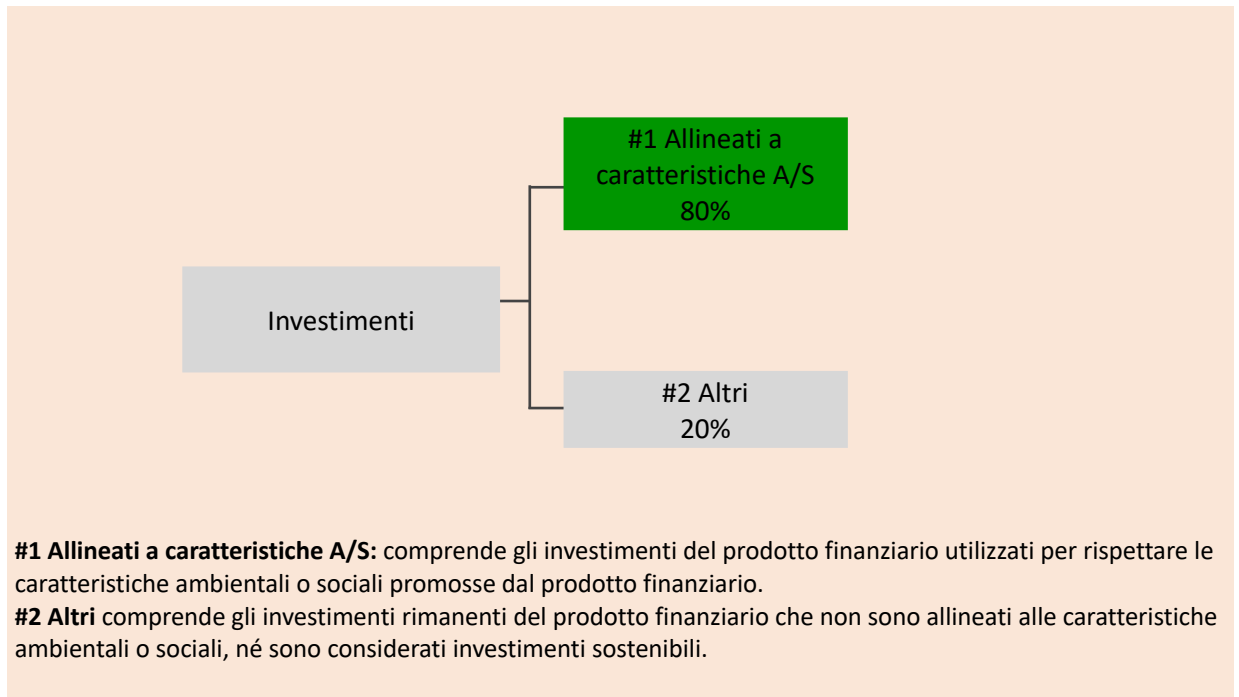 #1 Allineati a
caratteristiche A/S
80%
Investimenti
#2 Altri
20%
#1 Allineati a caratteristiche A/S: comprende gli investimenti del prodotto finanziario utilizzati per rispettare le
caratteristiche ambientali o sociali promosse dal prodotto finanziario.
#2 Altri comprende gli investimenti rimanenti del prodotto finanziario che non sono allineati alle caratteristiche
ambientali o sociali, né sono considerati investimenti sostenibili.